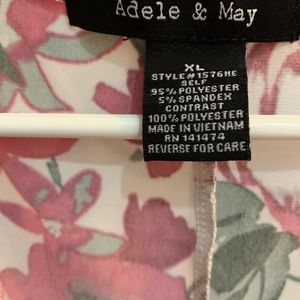 Adele & May
XL
STYLE#1576HE
SELF
95% POLYESTER
5% SPANDEX
CONTRAST
100% POLYESTER
MADE IN VIETNAM
RN 141474
REVERSE FOR CARE